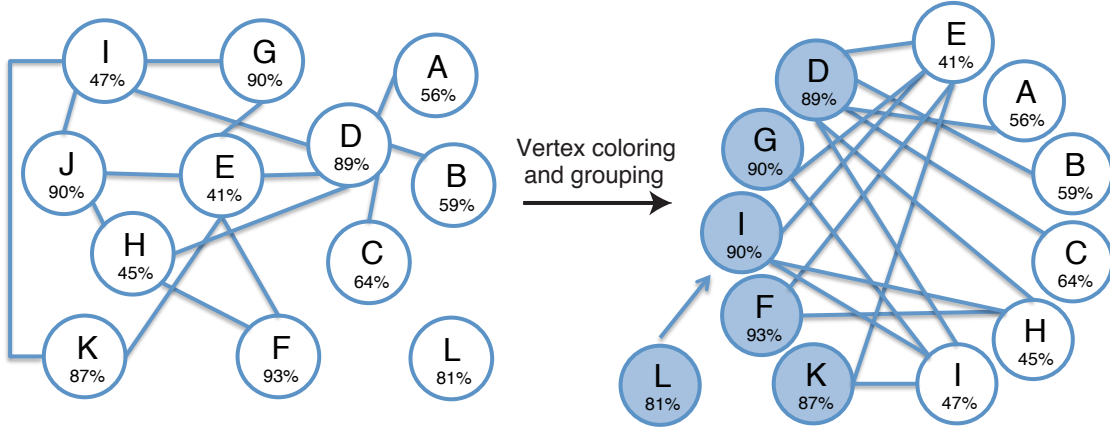 I
47%
G
90%
A
56%
D
89%
J
90%
E
41%
B
59%
H
45%
C
64%
K
87%
F
93%
L
81%
Vertex coloring
and grouping
E
41%
D
89%
A
56%
G
90%
B
59%
I
90%
C
64%
F
93%
H
45%
L
81%
K
87%
I
47%